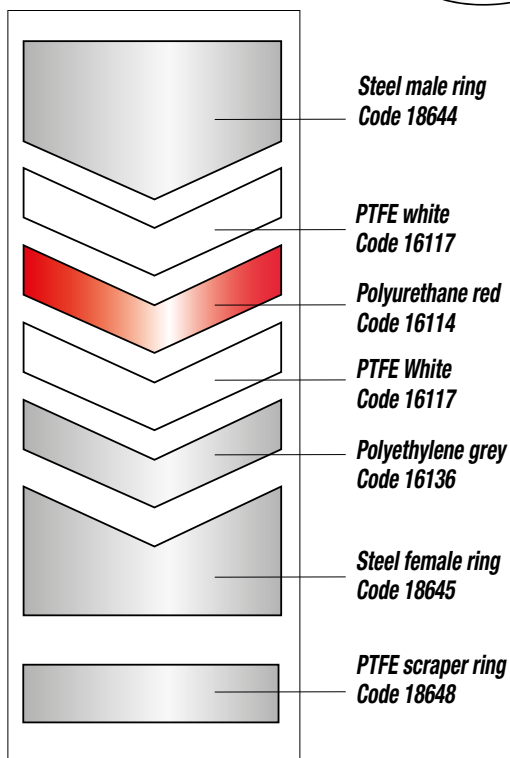 Steel male ring
Code 18644
PTFE white
Code 16117
Polyurethane red
Code 16114
PTFE White
Code 16117
Polyethylene grey
Code 16136
Steel female ring
Code 18645
PTFE scraper ring
Code 18648